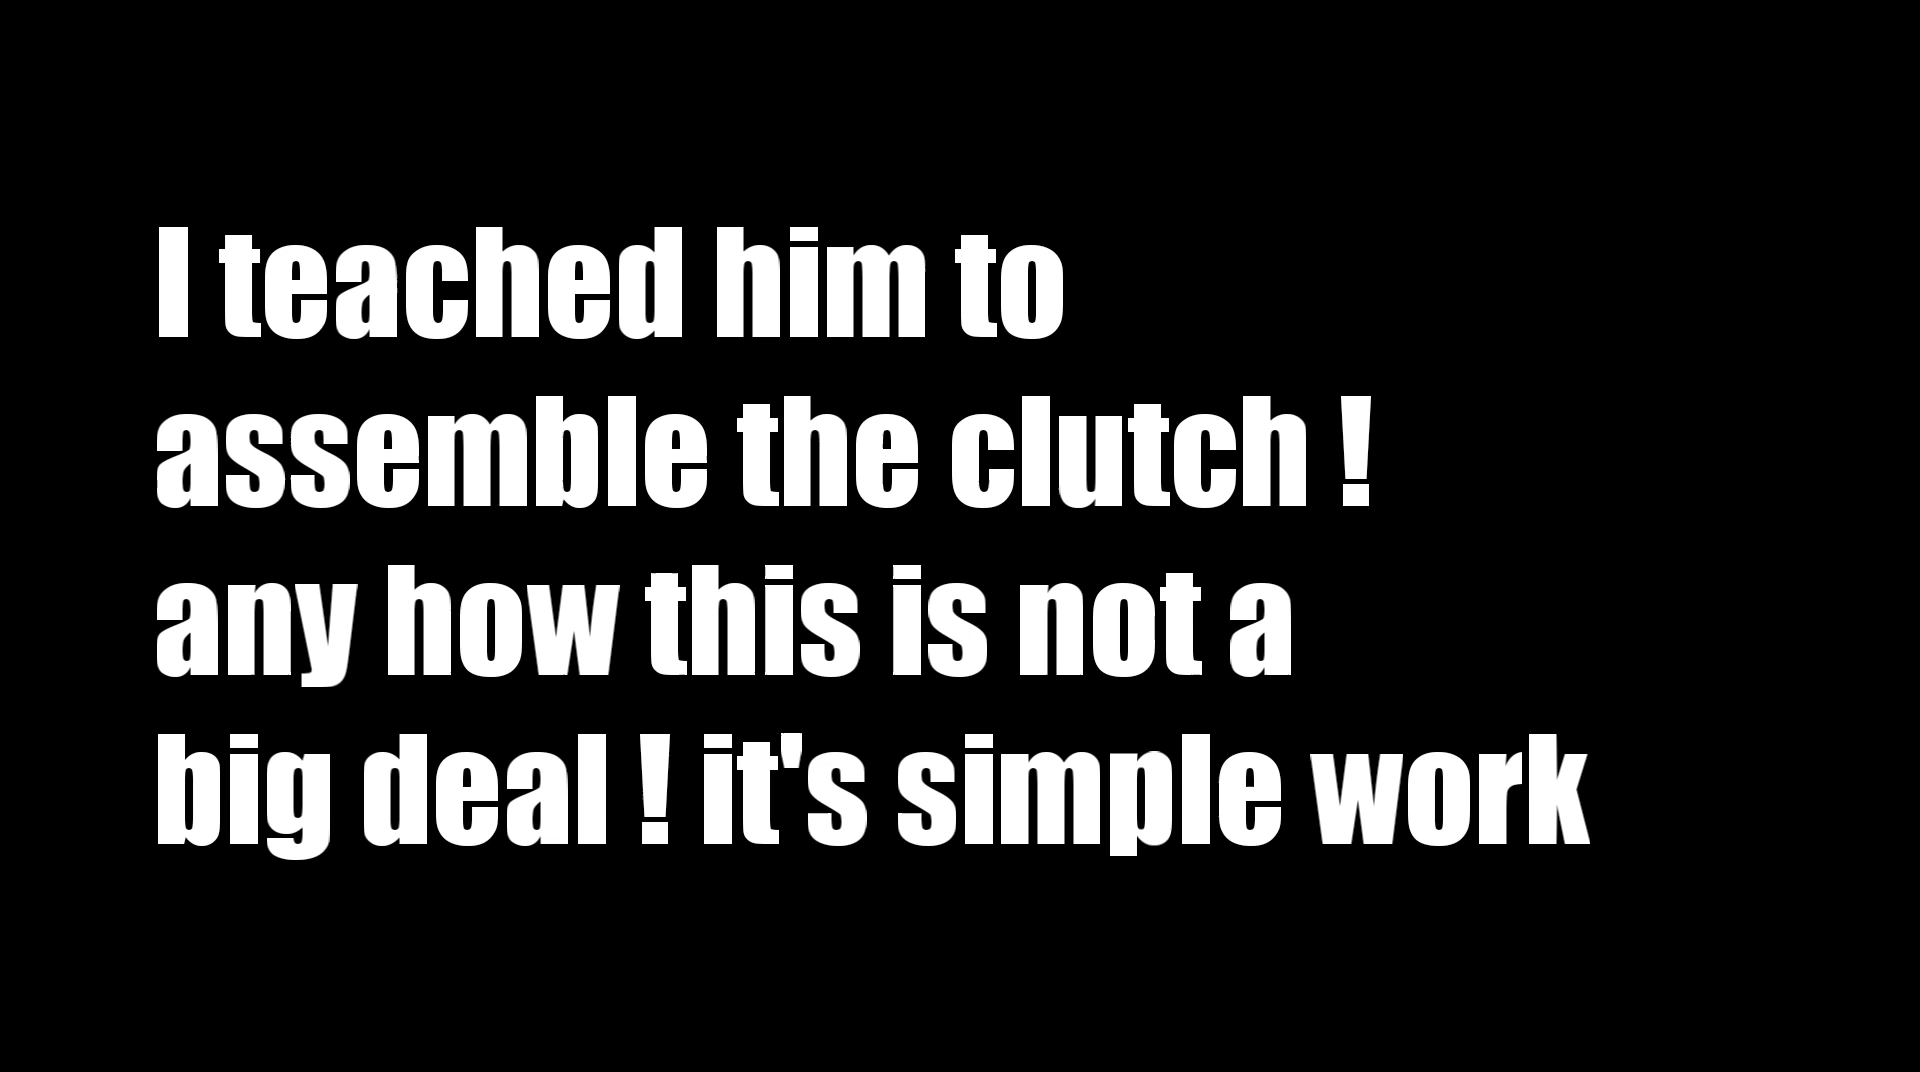 I teached him to
assemble the clutch !
any how this is not a
big deal ! it's simple work